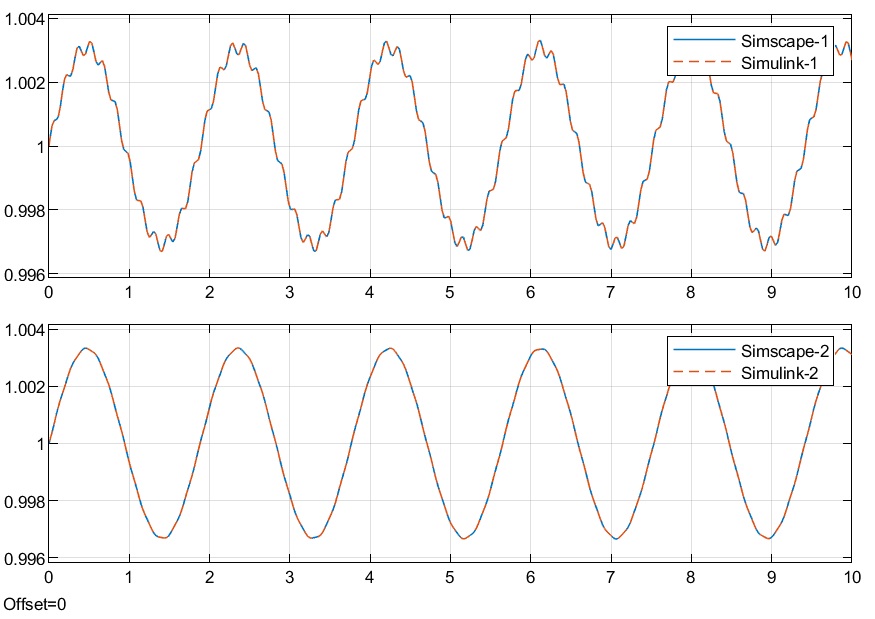 1.004
1.002
1
0.998
0.996
Simscape-1
Simulink-1
0 1 2 3 4 5 6 7 8 9 10
1.004
1.002
1
0.998
0.996
Simscape-2
Simulink-2
0 1 2 3 4 5 6 7 8 9 10
Offset=0